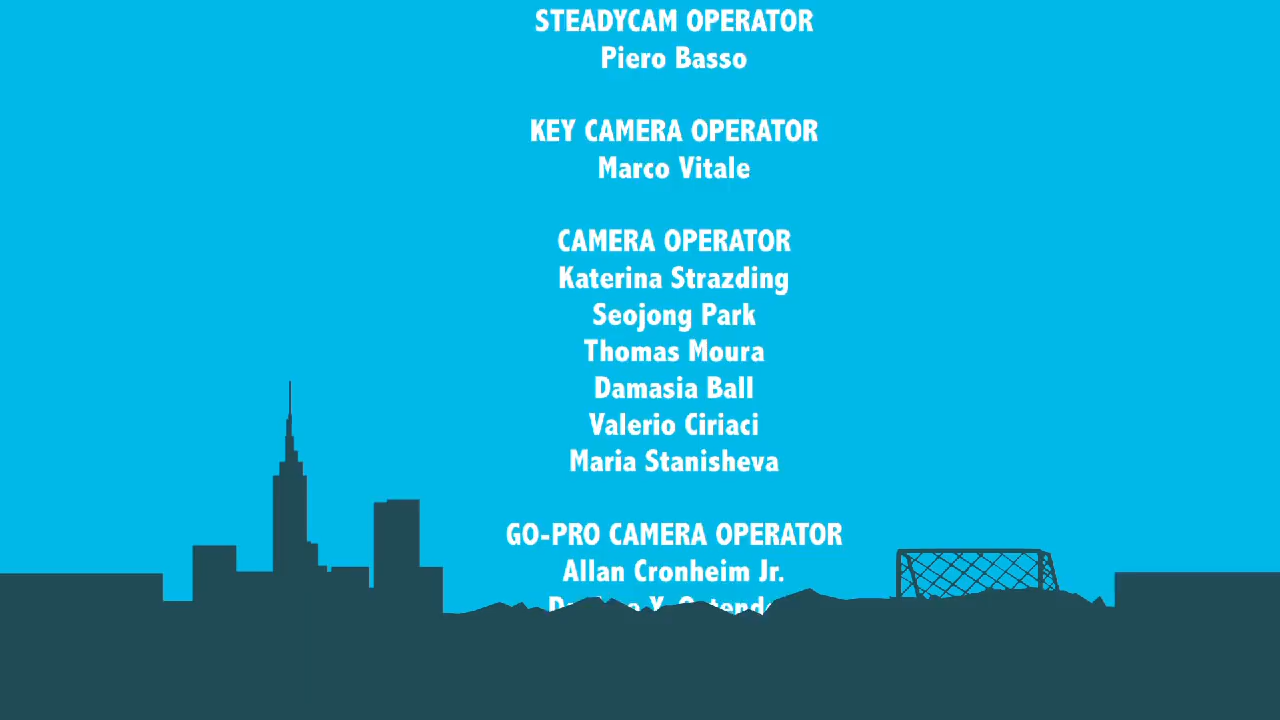 STEADYCAM OPERATOR
Piero Basso
KEY CAMERA OPERATOR
Marco Vitale
CAMERA OPERATOR
Katerina Strazding
Seojong Park
Thomas Moura
Damasia Ball
Valerio Ciriaci
Maria Stanisheva
GO-PRO CAMERA OPERATOR
Allan Cronheim Jr.